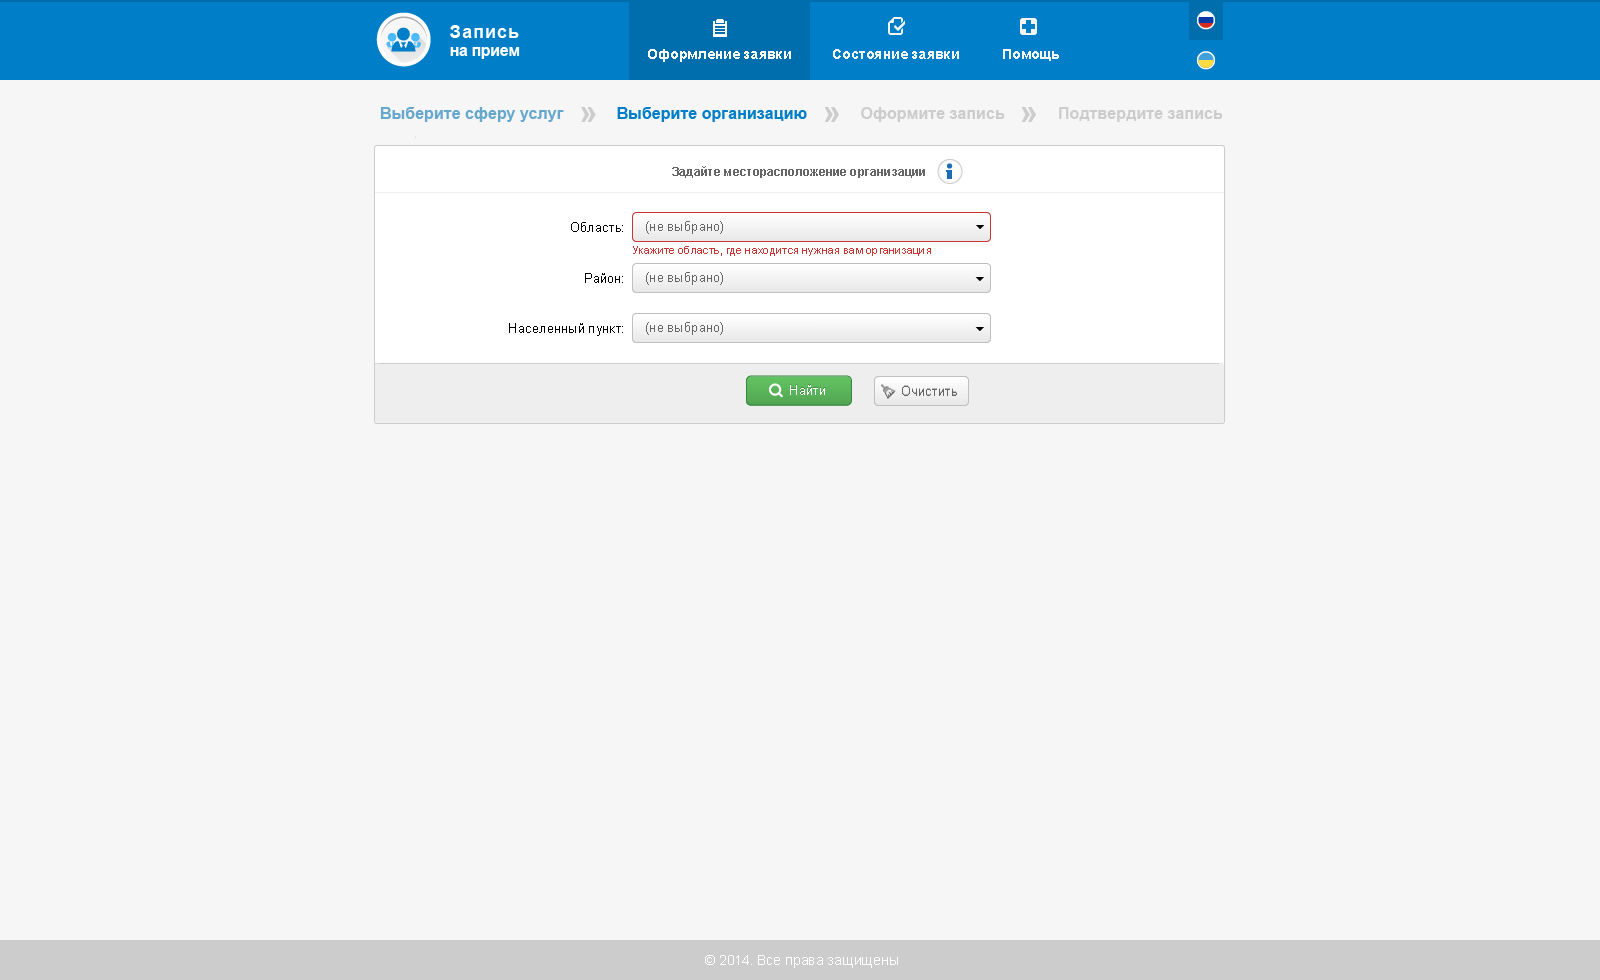 Запись
на прием
Оформление заявки
Состояние заявки
Помощь
Выберите сферу услуг » Выберите организацию » Оформите запись » Подтвердите запись
Задайте месторасположение организации
Область: (не выбрано)
Укажите область, где находится нужная вам организация
Район: (не выбрано)
Населенный пункт: (не выбрано)
Найти
Очистить
© 2014. Все права защищены